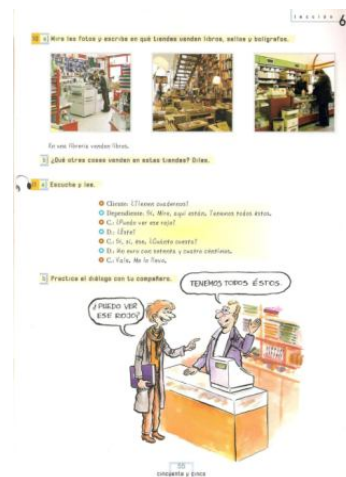 lección 6
a Mira las fotos y escribe en qué tiendas venden libros, sellos y bolígrafos.
En una librería venden libros.
b ¿Qué otras cosas venden en estas tiendas? Dilas.
a Escucha y lee.
Cliente: ¿Tienen cuadernos?
Dependiente: Sí, Mire, aquí están. Tenemos todos éstos.
C.: ¿Puedo ver ese rojo?
D.: ¿Éste?
C.: Sí, sí, ése. ¿Cuánto cuesta?
D.: Un euro con setenta y cuatro céntimos.
C.: Vale. Me lo llevo.
b Practica el diálogo con tu compañero.
TENEMOS TODOS ÉSTOS.
¿PUEDO VER
ESE ROJO?
55
cincuenta y cinco